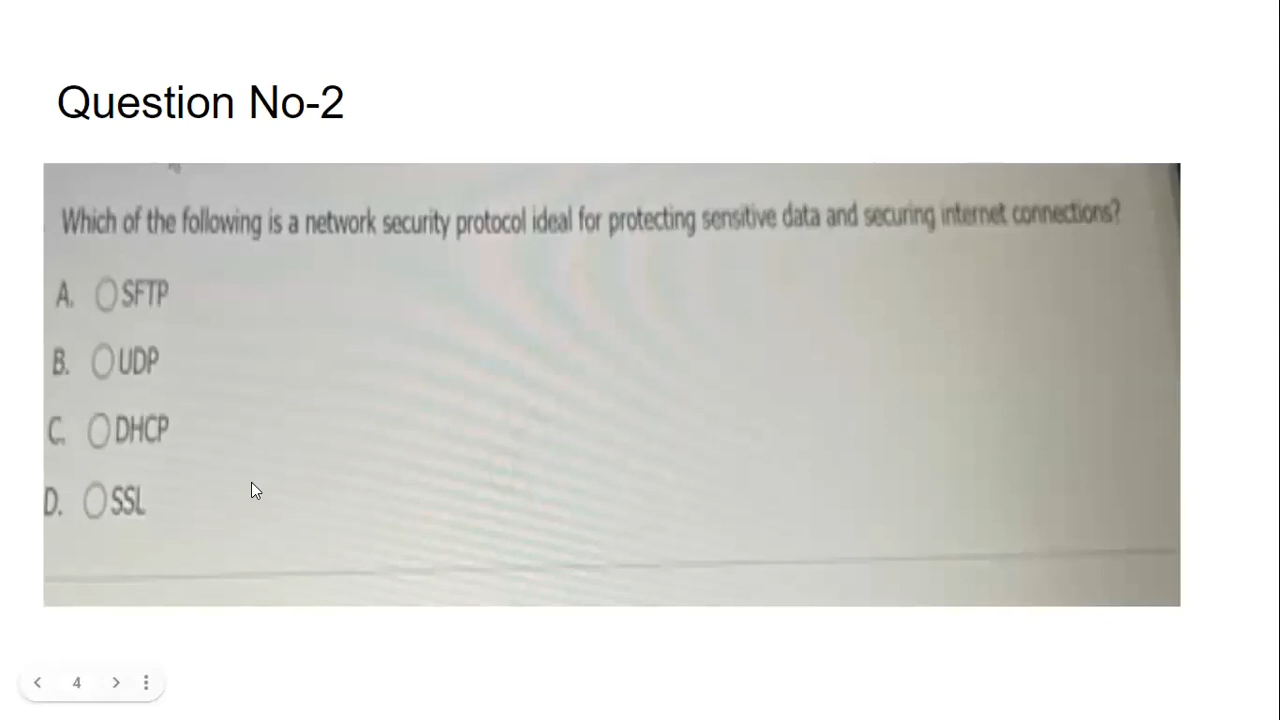 Question No-2
Which of the following is a network security protocol ideal for protecting sensitive data and securing internet connections?
A. SFTP
B. UDP
C. DHCP
D. SSL
4